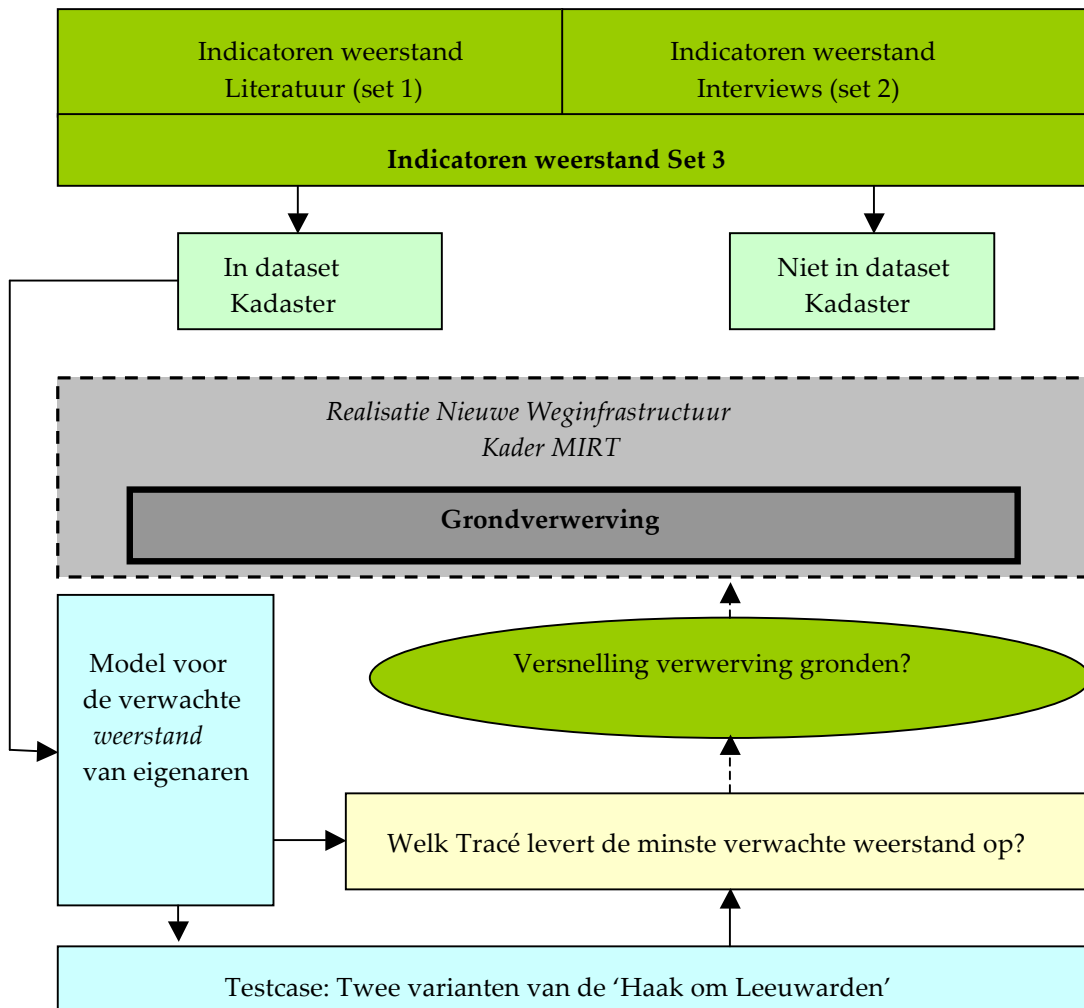 Indicatoren weerstand
Literatuur (set 1)
Indicatoren weerstand
Interviews (set 2)
Indicatoren weerstand Set 3
In dataset
Kadaster
Niet in dataset
Kadaster
Realisatie Nieuwe Weginfrastructuur
Kader MIRT
Grondverwerving
Model voor
de verwachte
weerstand
van eigenaren
Versnelling verwerving gronden?
Welk Tracé levert de minste verwachte weerstand op?
Testcase: Twee varianten van de ‘Haak om Leeuwarden’